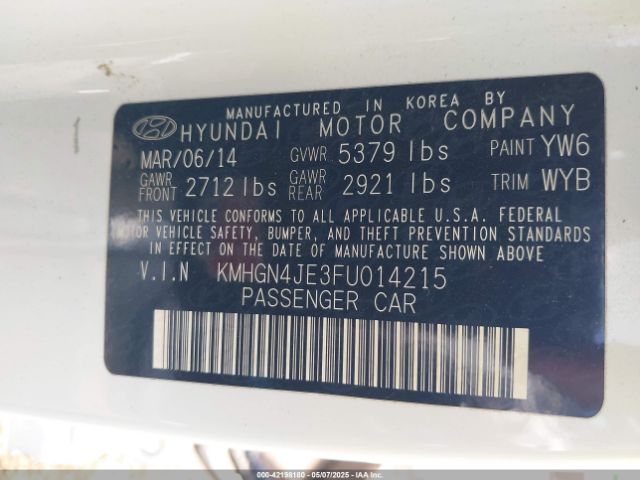 MANUFACTURED IN KOREA BY
HYUNDAI MOTOR COMPANY
MAR/06/14 GVWR 5379 lbs PAINT YW6
GAWR FRONT 2712 lbs GAWR REAR 2921 lbs TRIM WYB
THIS VEHICLE CONFORMS TO ALL APPLICABLE U.S.A. FEDERAL
MOTOR VEHICLE SAFETY, BUMPER, AND THEFT PREVENTION STANDARDS
IN EFFECT ON THE DATE OF MANUFACTURE SHOWN ABOVE
V.I.N KMHGN4JE3FU014215
PASSENGER CAR
000-42198160 - 05/07/2025 - Copyright IAA, Inc.